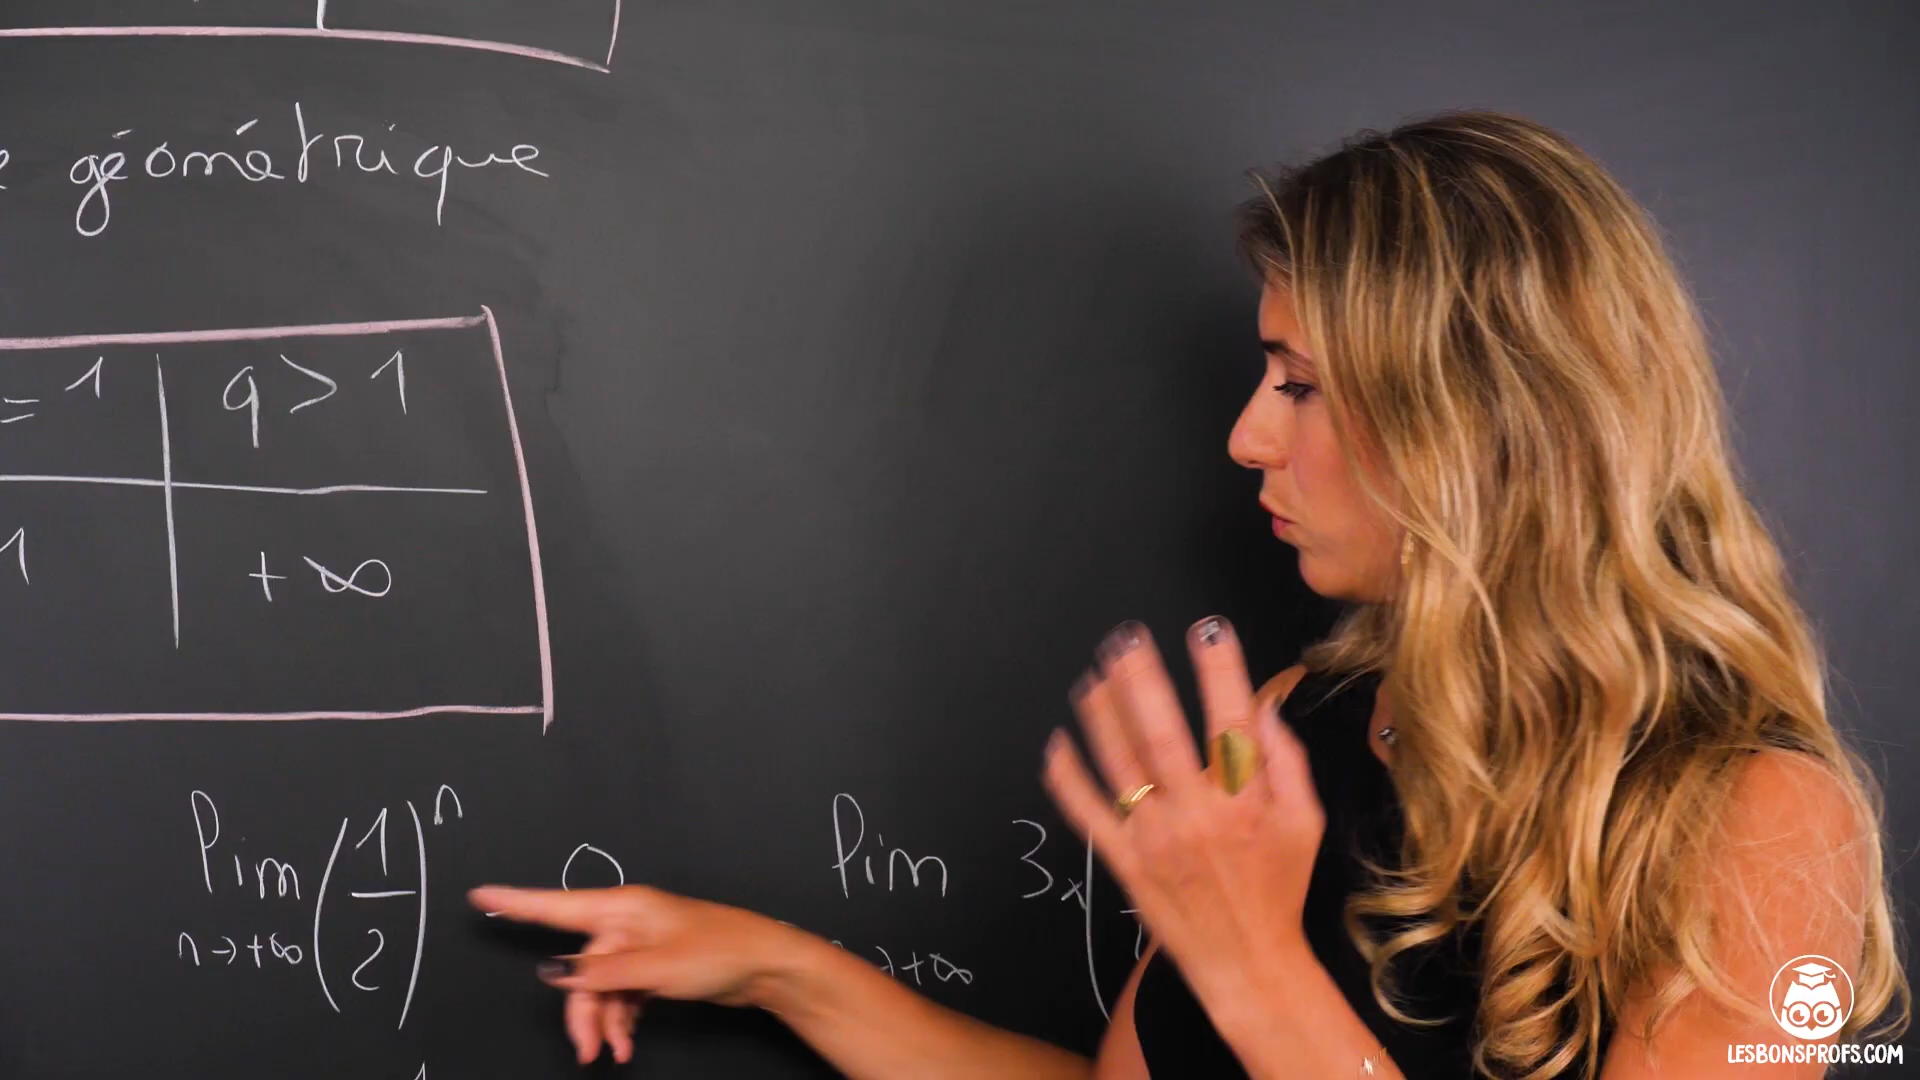 géométrique
= 1 q > 1
1 + ∞
lim (1/2)^n 0 lim 3 x (
n → +∞ → +∞
LESBONSPROFS.COM